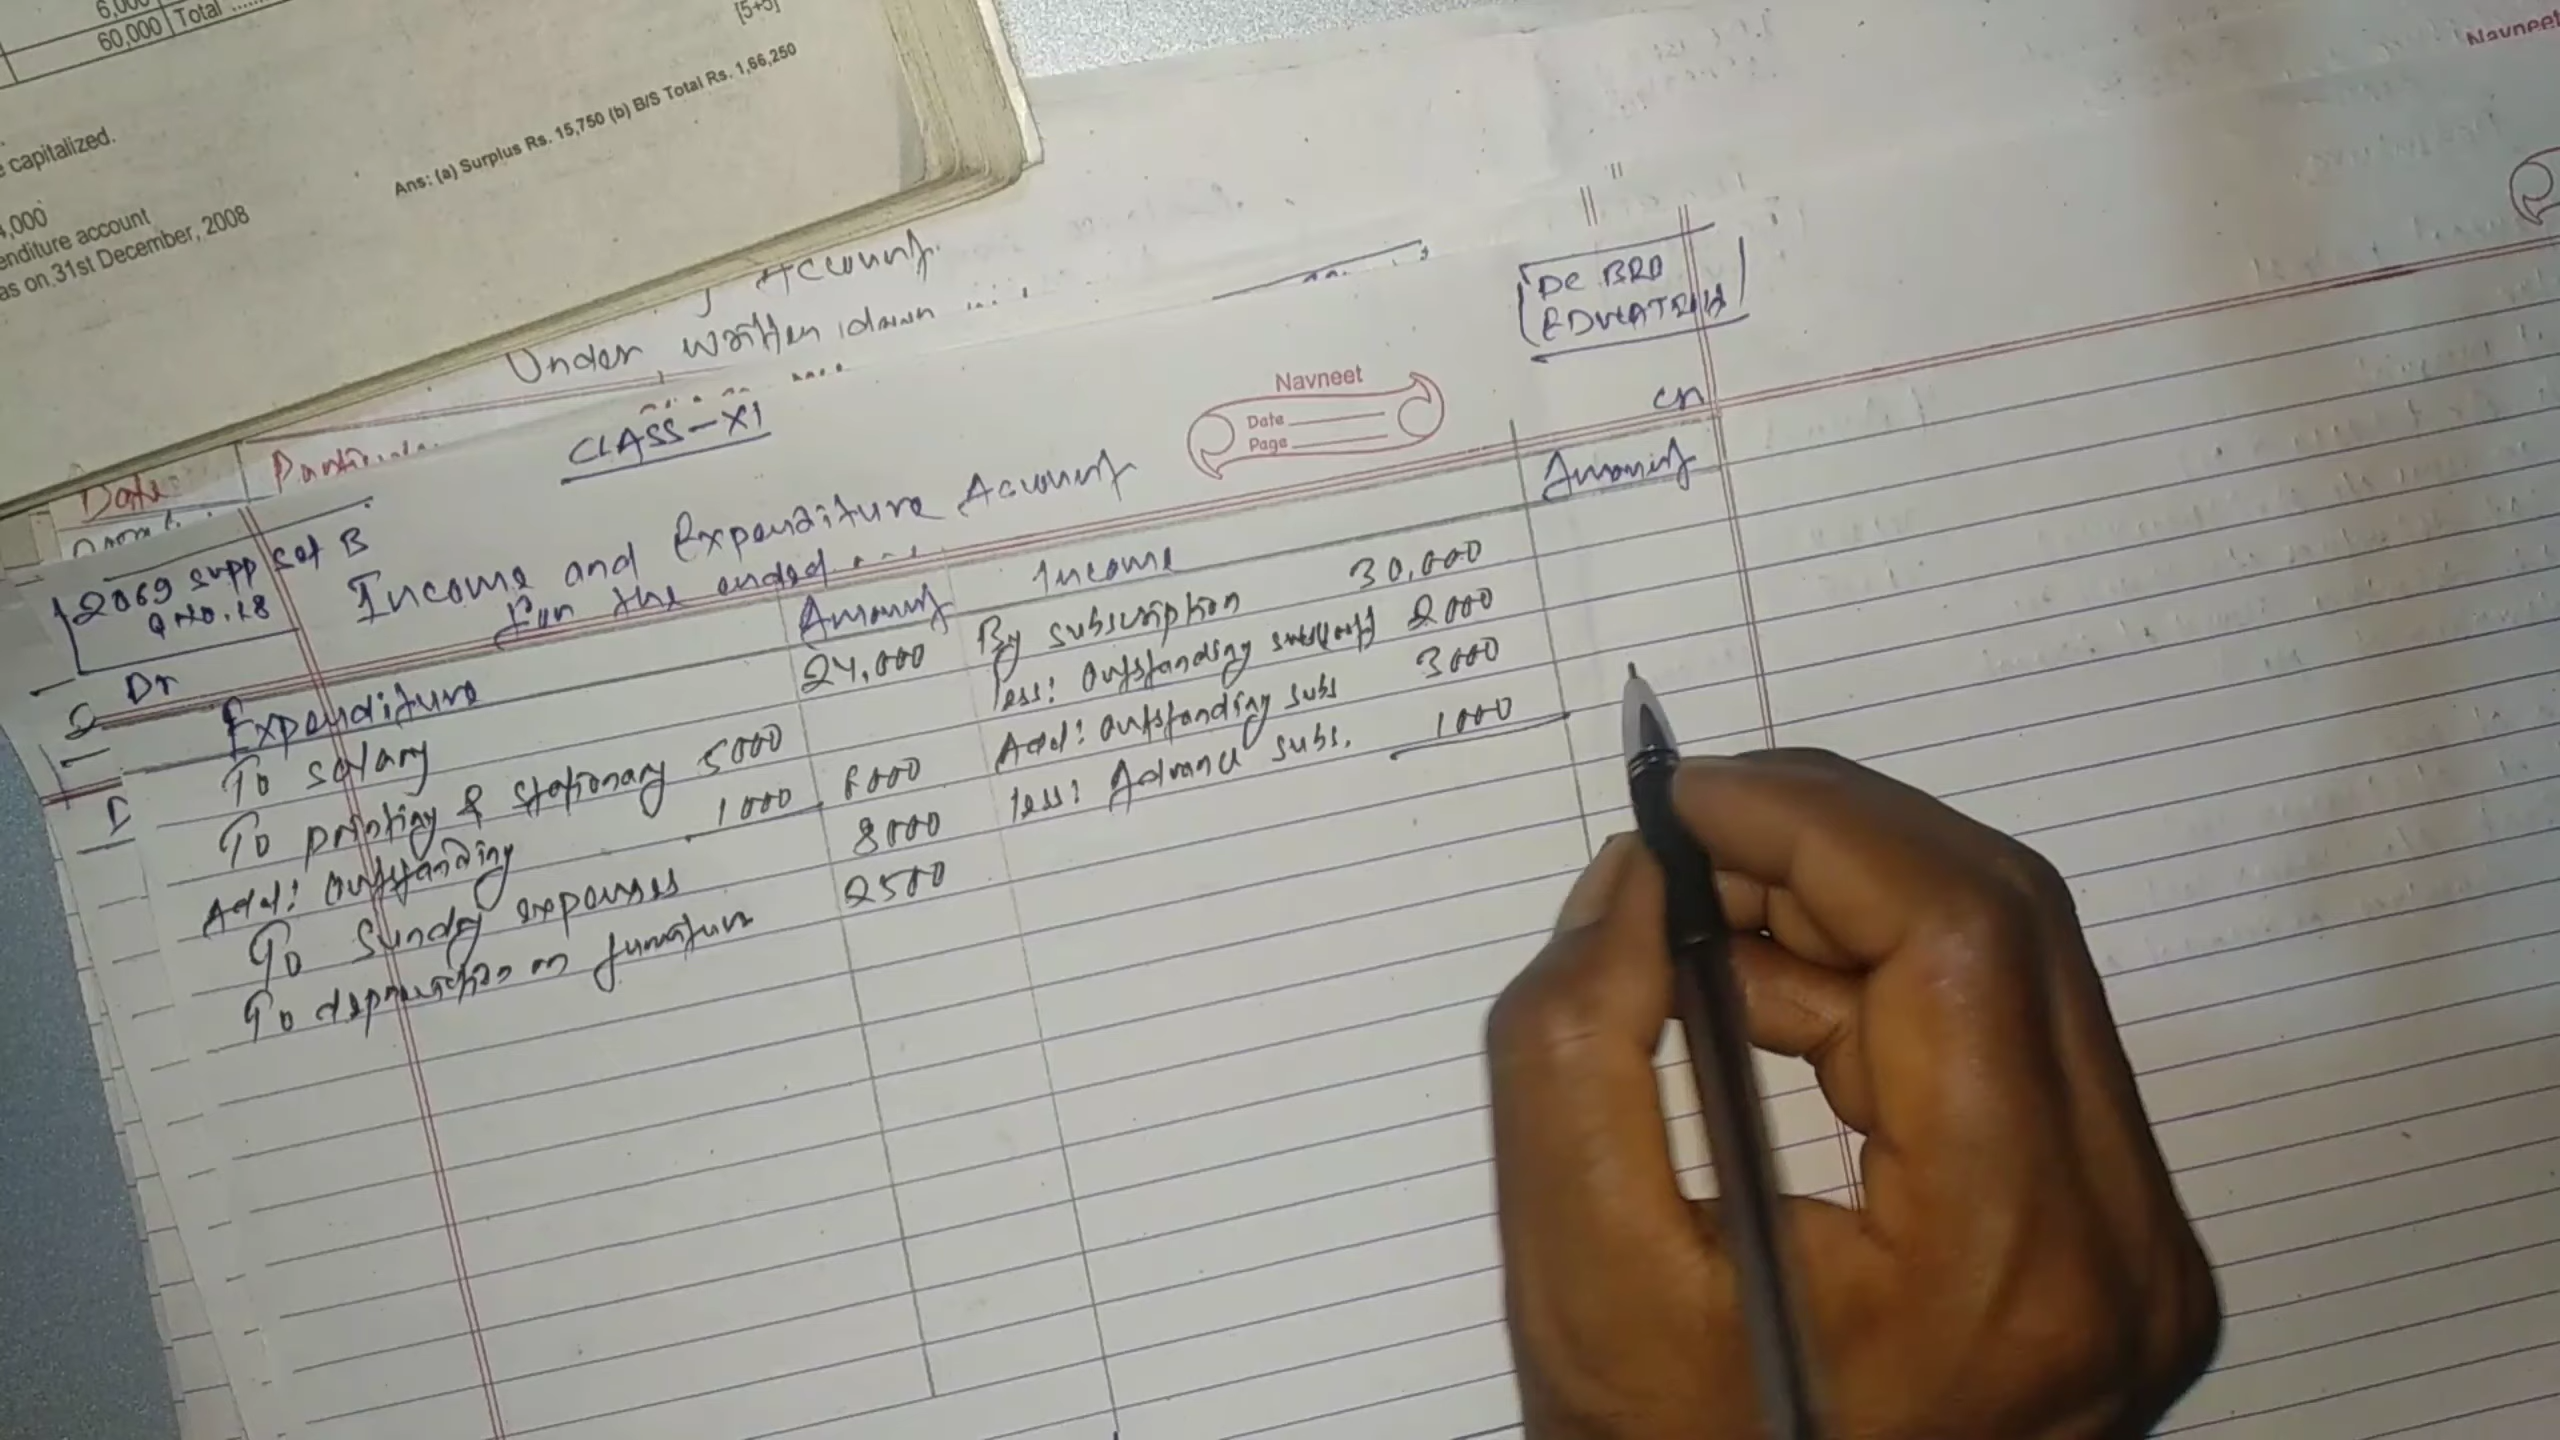 6,000
60,000 Total ......
[5+5]
Ans: (a) Surplus Rs. 15,750 (b) B/S Total Rs. 1,66,250
capitalized.
,000
enditure account
as on 31st December, 2008
Account
Under written down
Navneet
DC BRD
EDUCATION
CLASS-XI
Navneet
Date
Page
Date
2069 supp set B
Q No. 18
Income and Expenditure Account
For the ended
Dr
Cr
Expenditure Amount Income Amount
To salary 24,000 By subscription 30,000
To printing & stationary 5000 less: outstanding 2000
Add: outstanding 1000 6000 Add: outstanding subs 3000
To Sundry expenses 8000 less: Advance subs. 1000
To depreciation on furniture 2500